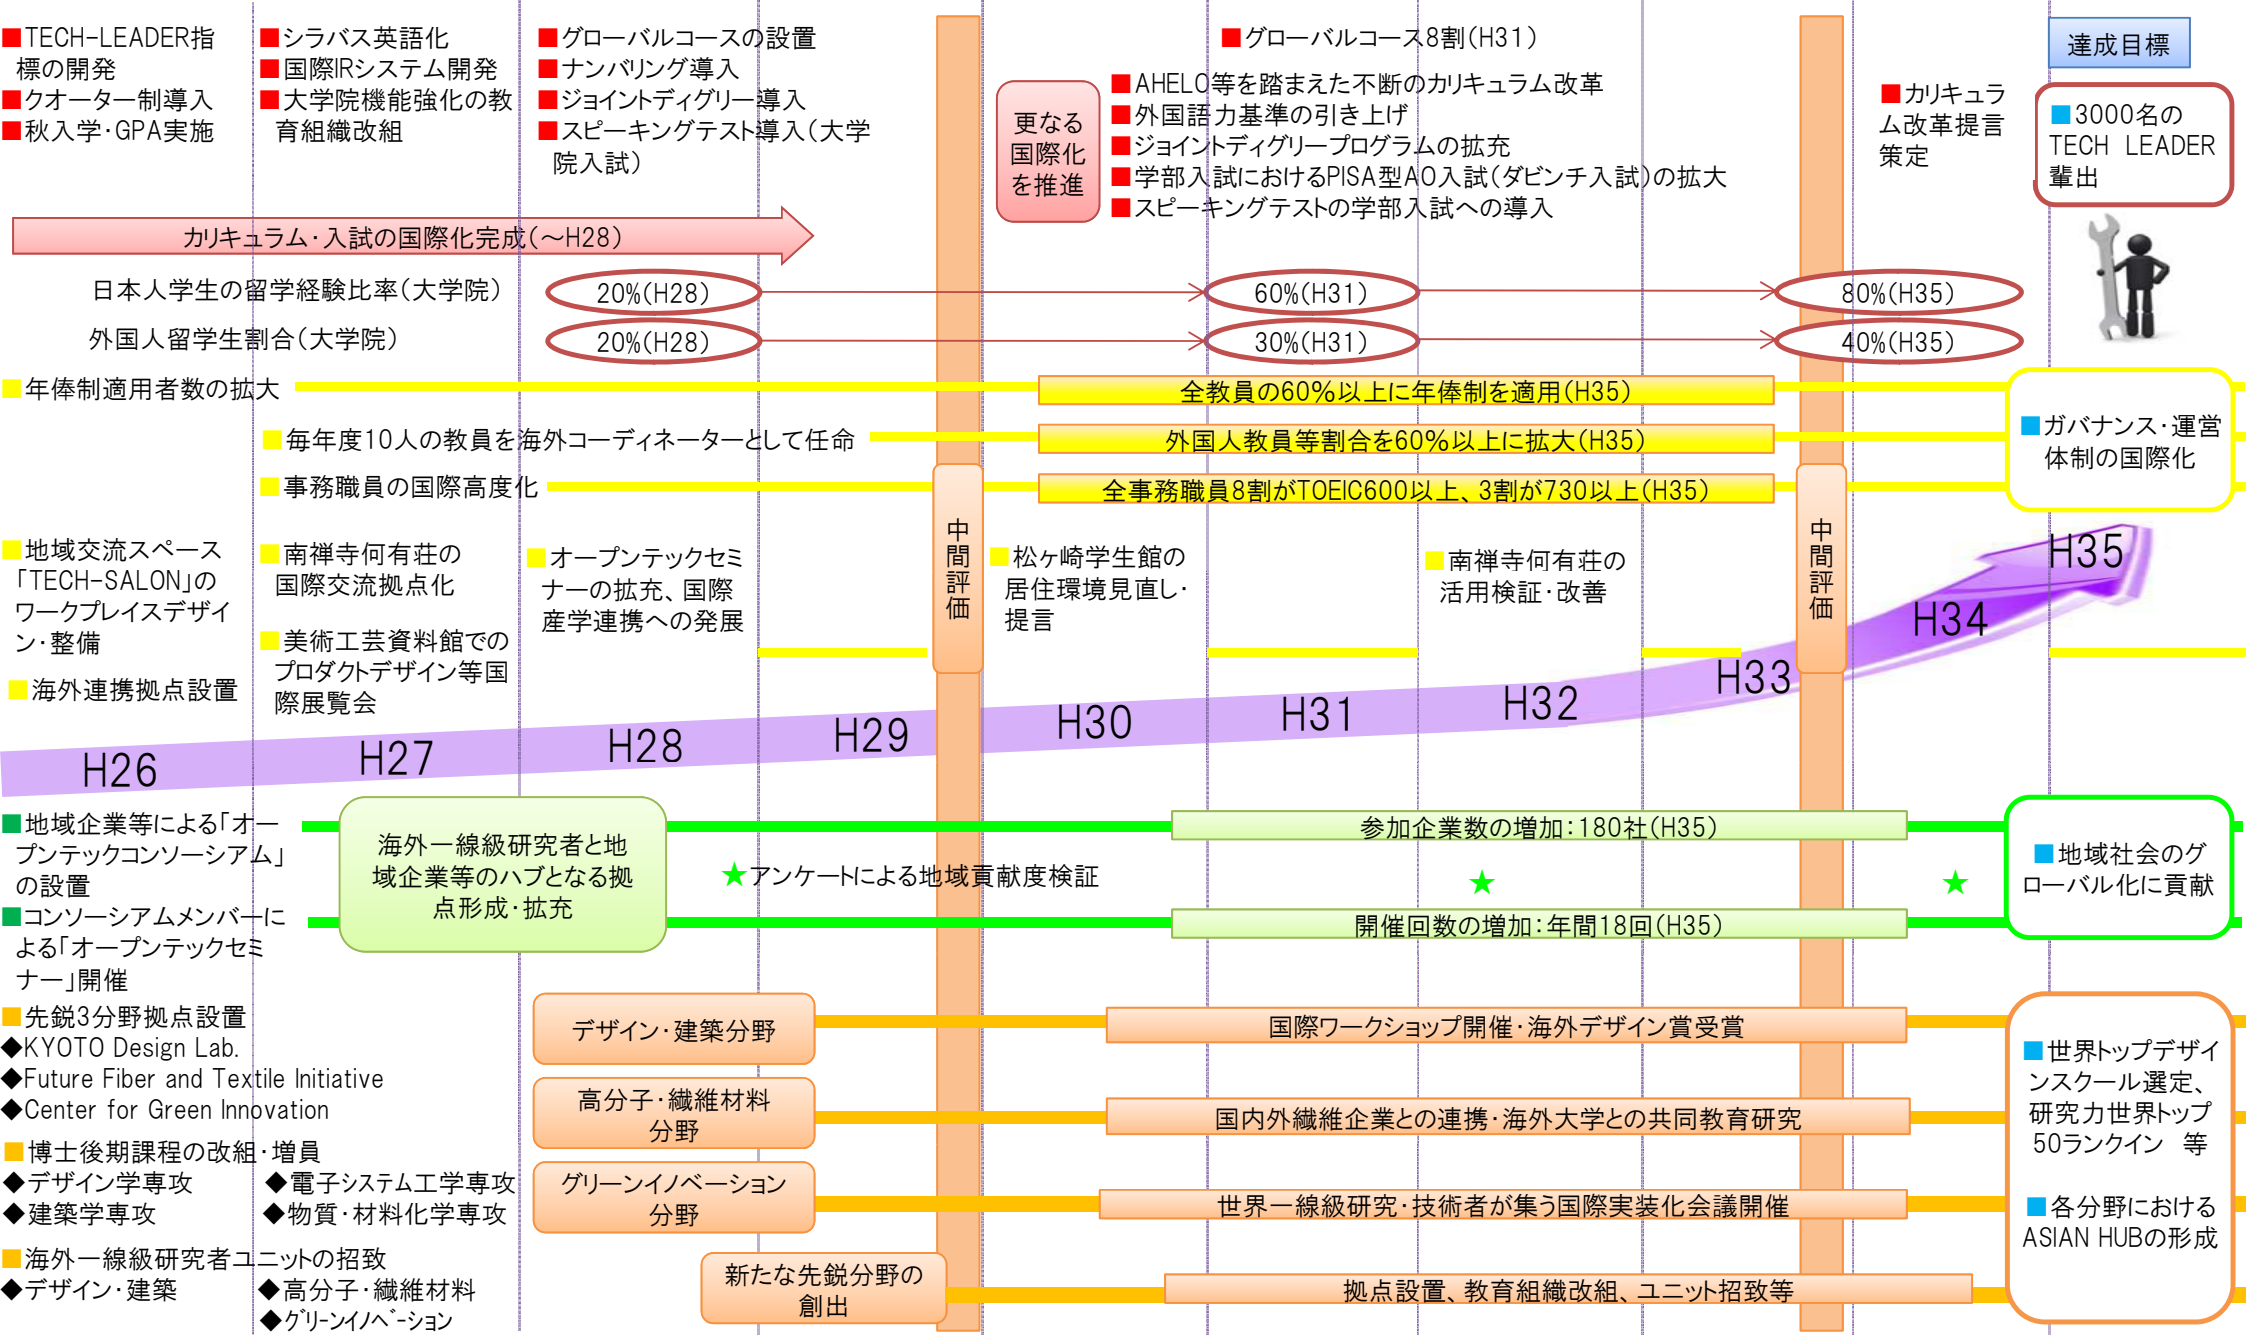 ■TECH-LEADER指
標の開発
■クオーター制導入
■秋入学・GPA実施
■シラバス英語化
■国際IRシステム開発
■大学院機能強化の教
育組織改組
■グローバルコースの設置
■ナンバリング導入
■ジョイントディグリー導入
■スピーキングテスト導入(大学
院入試)
更なる
国際化
を推進
■グローバルコース8割(H31)
■AHELO等を踏まえた不断のカリキュラム改革
■外国語力基準の引き上げ
■ジョイントディグリープログラムの拡充
■学部入試におけるPISA型AO入試(ダビンチ入試)の拡大
■スピーキングテストの学部入試への導入
■カリキュラ
ム改革提言
策定
達成目標
■3000名の
TECH LEADER
輩出
カリキュラム・入試の国際化完成(～H28)
日本人学生の留学経験比率(大学院)
20%(H28)
60%(H31)
80%(H35)
外国人留学生割合(大学院)
20%(H28)
30%(H31)
40%(H35)
■年俸制適用者数の拡大
全教員の60%以上に年俸制を適用(H35)
■毎年度10人の教員を海外コーディネーターとして任命
外国人教員等割合を60%以上に拡大(H35)
■事務職員の国際高度化
全事務職員8割がTOEIC600以上、3割が730以上(H35)
■ガバナンス・運営
体制の国際化
■地域交流スペース
「TECH-SALON」の
ワークプレイスデザイ
ン・整備
■海外連携拠点設置
■南禅寺何有荘の
国際交流拠点化
■美術工芸資料館での
プロダクトデザイン等国
際展覧会
■オープンテックセミ
ナーの拡充、国際
産学連携への発展
中間評価
■松ヶ崎学生館の
居住環境見直し・
提言
■南禅寺何有荘の
活用検証・改善
中間評価
H26
H27
H28
H29
H30
H31
H32
H33
H34
H35
■地域企業等による「オー
プンテックコンソーシアム」
の設置
■コンソーシアムメンバーに
よる「オープンテックセミ
ナー」開催
海外一線級研究者と地
域企業等のハブとなる拠
点形成・拡充
参加企業数の増加:180社(H35)
★アンケートによる地域貢献度検証
★
★
開催回数の増加:年間18回(H35)
■地域社会のグ
ローバル化に貢献
■先鋭3分野拠点設置
◆KYOTO Design Lab.
◆Future Fiber and Textile Initiative
◆Center for Green Innovation
■博士後期課程の改組・増員
◆デザイン学専攻
◆電子システム工学専攻
◆建築学専攻
◆物質・材料化学専攻
■海外一線級研究者ユニットの招致
◆デザイン・建築
◆高分子・繊維材料
◆グリーンイノベーション
デザイン・建築分野
国際ワークショップ開催・海外デザイン賞受賞
高分子・繊維材料
分野
国内外繊維企業との連携・海外大学との共同教育研究
グリーンイノベーション
分野
世界一線級研究・技術者が集う国際実装化会議開催
新たな先鋭分野の
創出
拠点設置、教育組織改組、ユニット招致等
■世界トップデザイ
ンスクール選定、
研究力世界トップ
50ランクイン 等
■各分野における
ASIAN HUBの形成